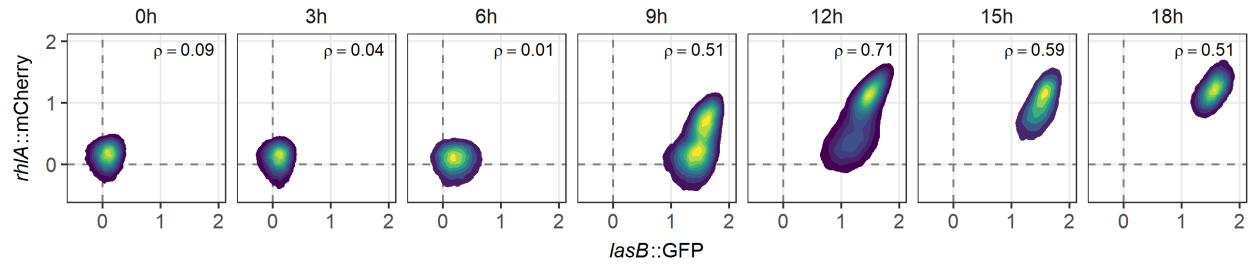 0h 3h 6h 9h 12h 15h 18h
ρ = 0.09 ρ = 0.04 ρ = 0.01 ρ = 0.51 ρ = 0.71 ρ = 0.59 ρ = 0.51
2
1
0
rhlA::mCherry
0 1 2 0 1 2 0 1 2 0 1 2 0 1 2 0 1 2 0 1 2
lasB::GFP